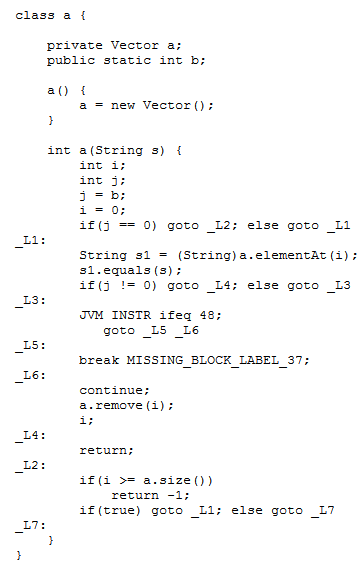 class a {
private Vector a;
public static int b;
a() {
a = new Vector();
}
int a(String s) {
int i;
int j;
j = b;
i = 0;
if(j == 0) goto _L2; else goto _L1
_L1:
String s1 = (String)a.elementAt(i);
s1.equals(s);
if(j != 0) goto _L4; else goto _L3
_L3:
JVM INSTR ifeq 48;
goto _L5 _L6
_L5:
break MISSING_BLOCK_LABEL_37;
_L6:
continue;
a.remove(i);
i;
_L4:
return;
_L2:
if(i >= a.size())
return -1;
if(true) goto _L1; else goto _L7
_L7:
}
}